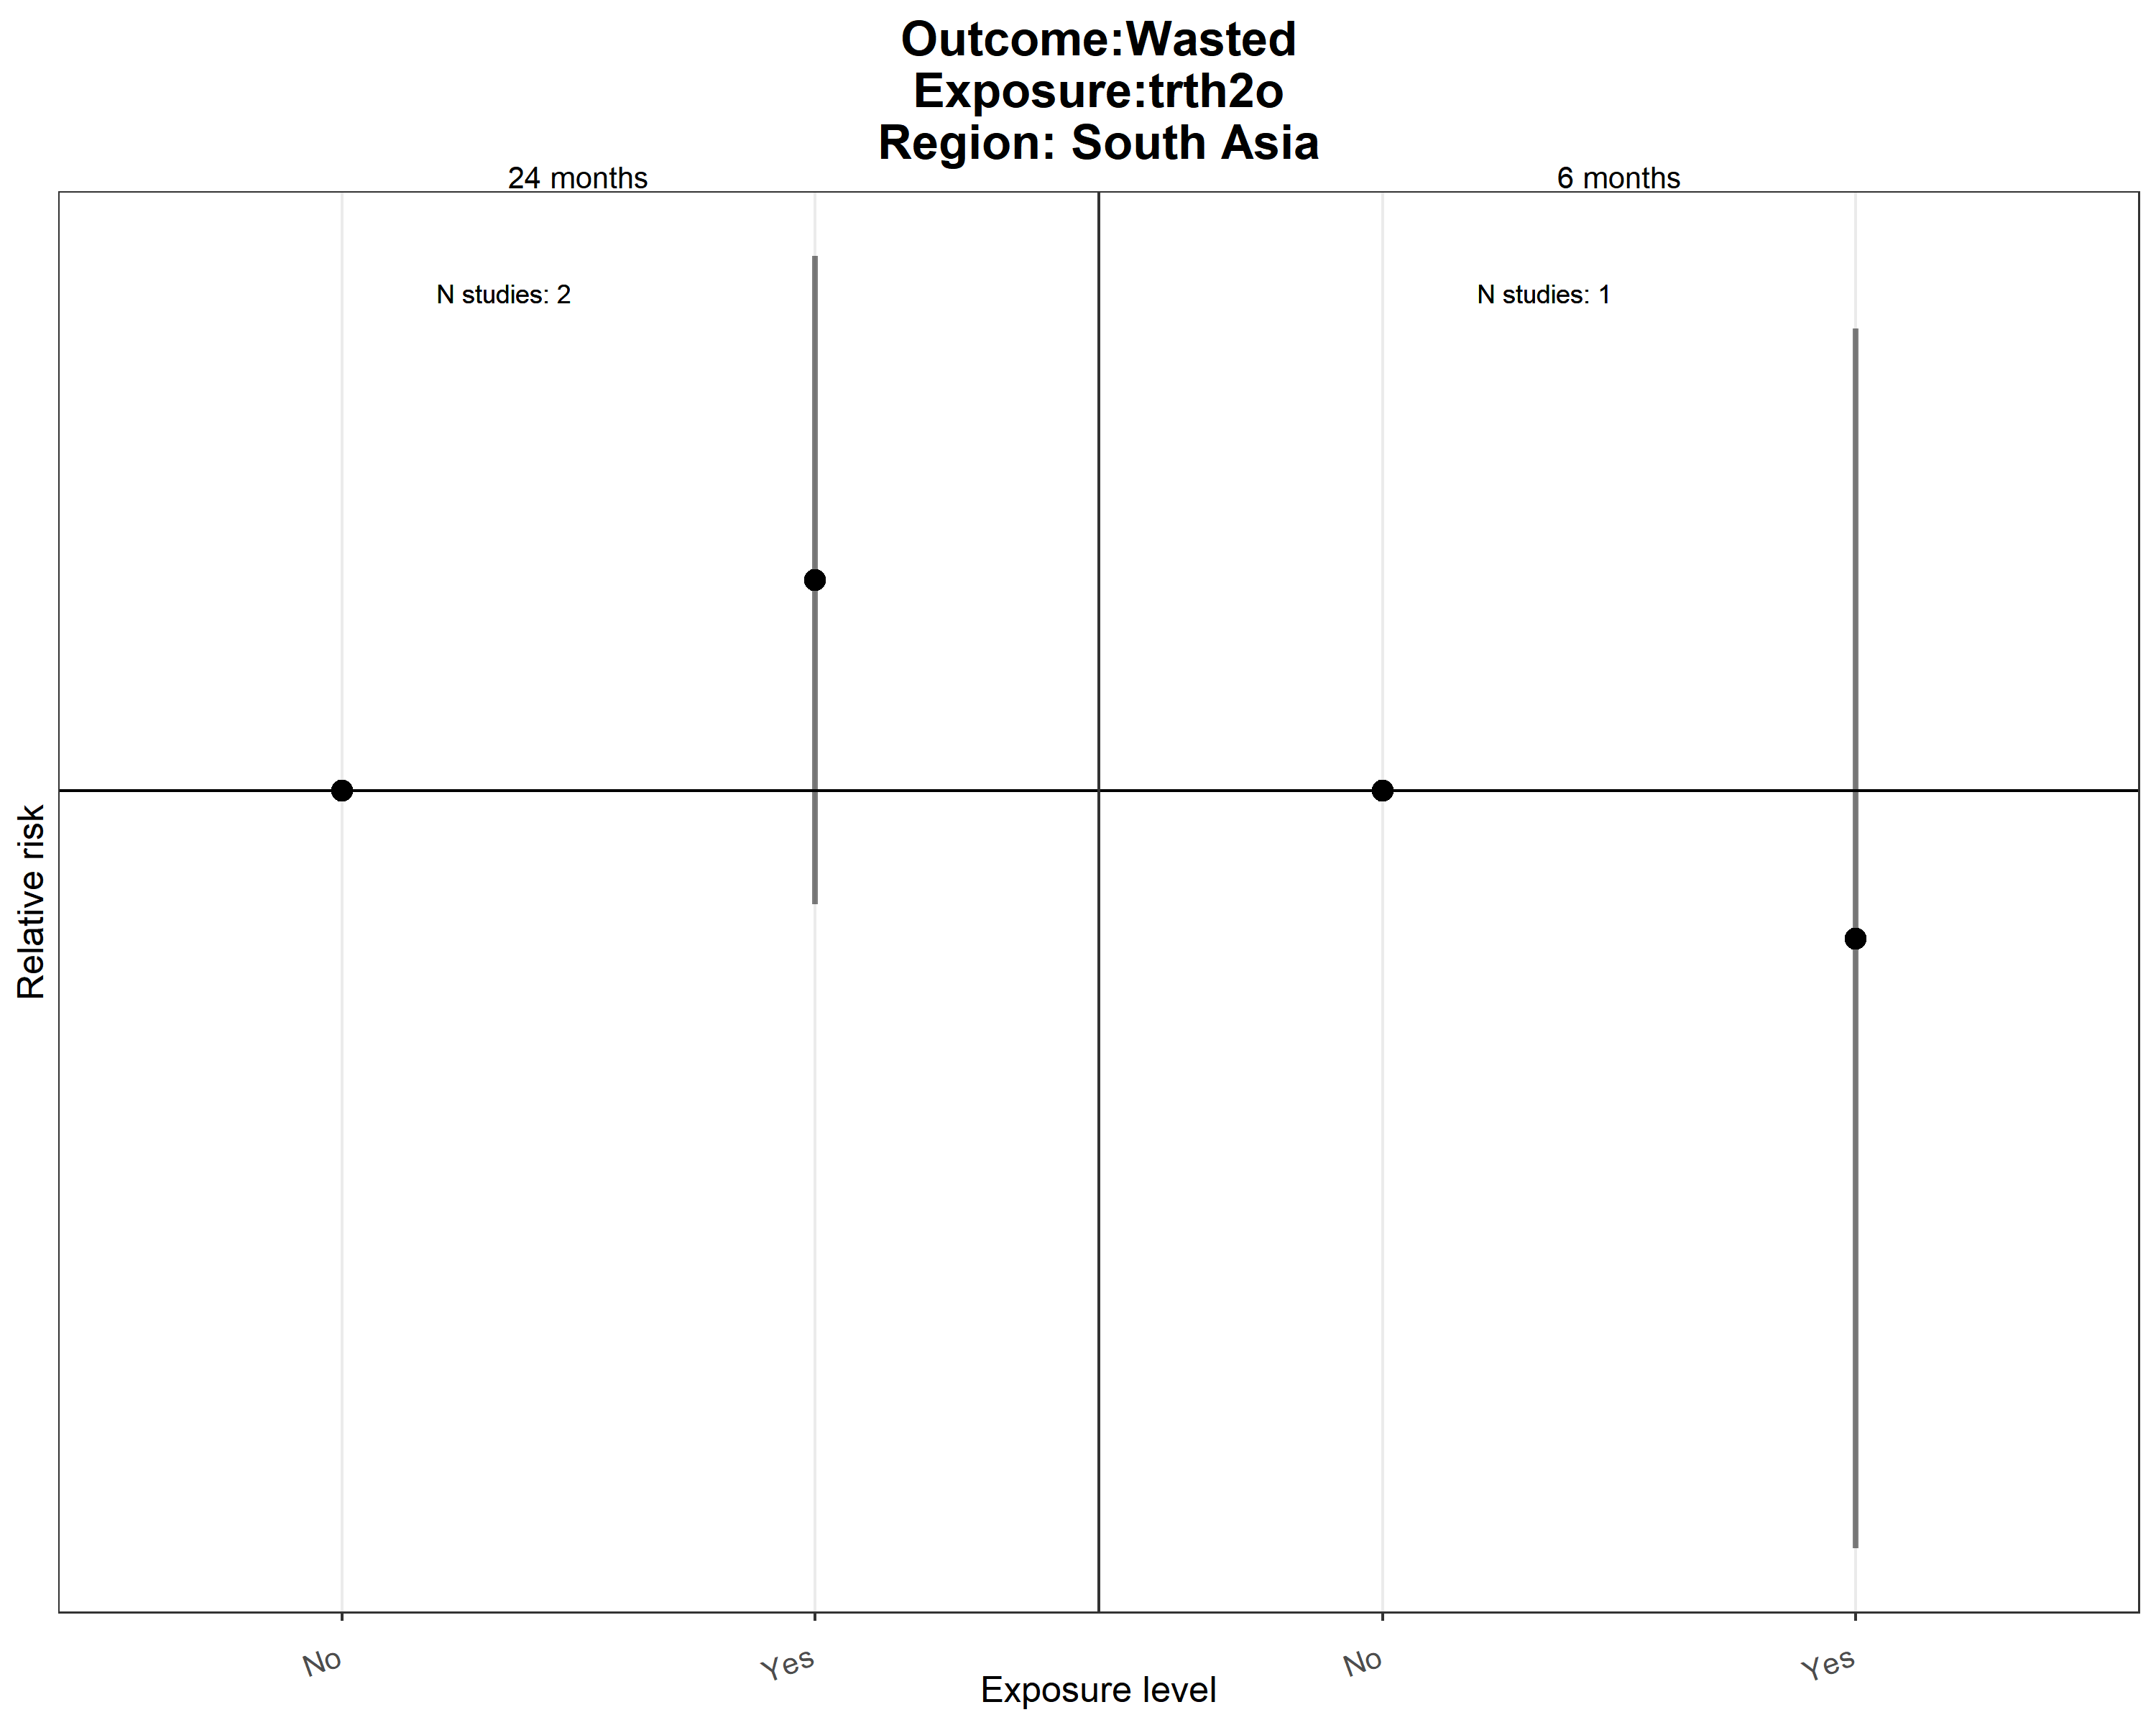 Outcome:Wasted
Exposure:trth2o
Region: South Asia
24 months
6 months
N studies: 2
N studies: 1
Relative risk
No
Yes
No
Yes
Exposure level